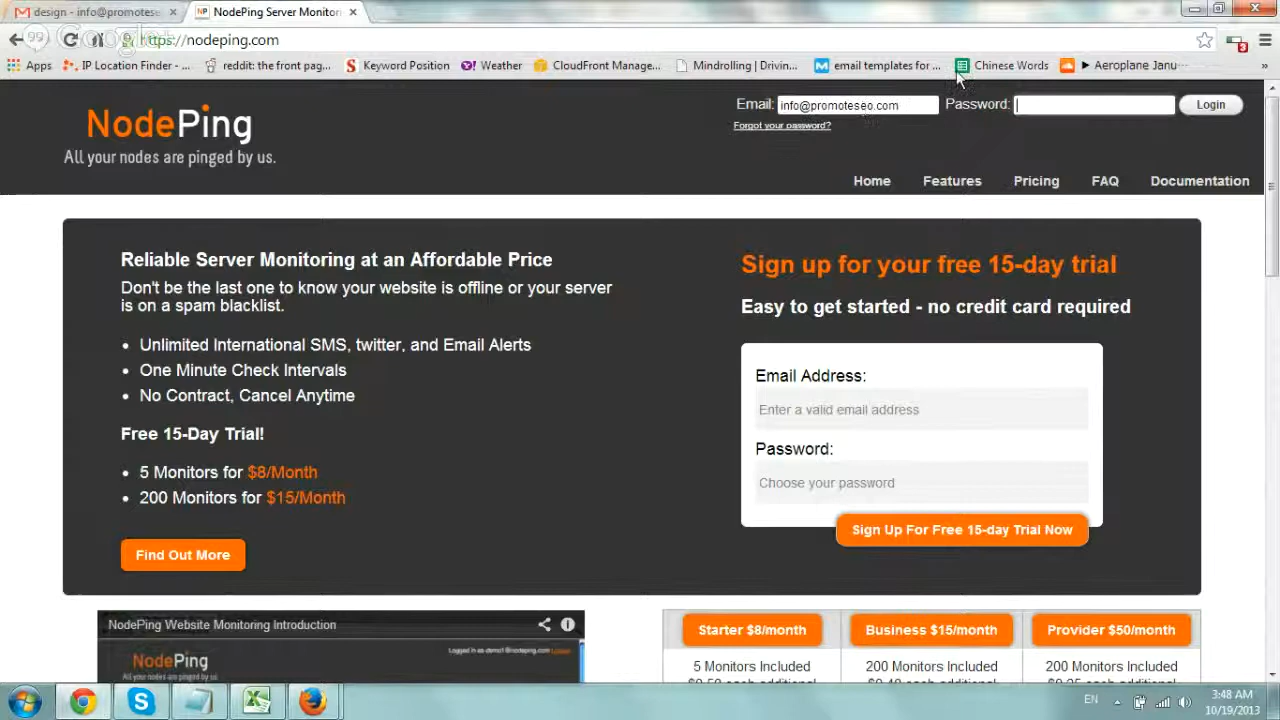 design - info@promoteseo.com
NodePing Server Monitor
https://nodeping.com
Apps
IP Location Finder - ...
reddit: the front pag...
Keyword Position
Weather
CloudFront Manage...
Mindrolling | Drivin...
email templates for ...
Chinese Words
Aeroplane Janu
Email: info@promoteseo.com Password: Login
Forgot your password?
NodePing
All your nodes are pinged by us.
Home Features Pricing FAQ Documentation
Reliable Server Monitoring at an Affordable Price
Don't be the last one to know your website is offline or your server
is on a spam blacklist.
• Unlimited International SMS, twitter, and Email Alerts
• One Minute Check Intervals
• No Contract, Cancel Anytime
Free 15-Day Trial!
• 5 Monitors for $8/Month
• 200 Monitors for $15/Month
Find Out More
Sign up for your free 15-day trial
Easy to get started - no credit card required
Email Address:
Enter a valid email address
Password:
Choose your password
Sign Up For Free 15-day Trial Now
NodePing Website Monitoring Introduction
Logged in as demo1@nodeping.com
NodePing
All your nodes are pinged by us.
Starter $8/month Business $15/month Provider $50/month
5 Monitors Included 200 Monitors Included 200 Monitors Included
EN
3:48 AM
10/19/2013